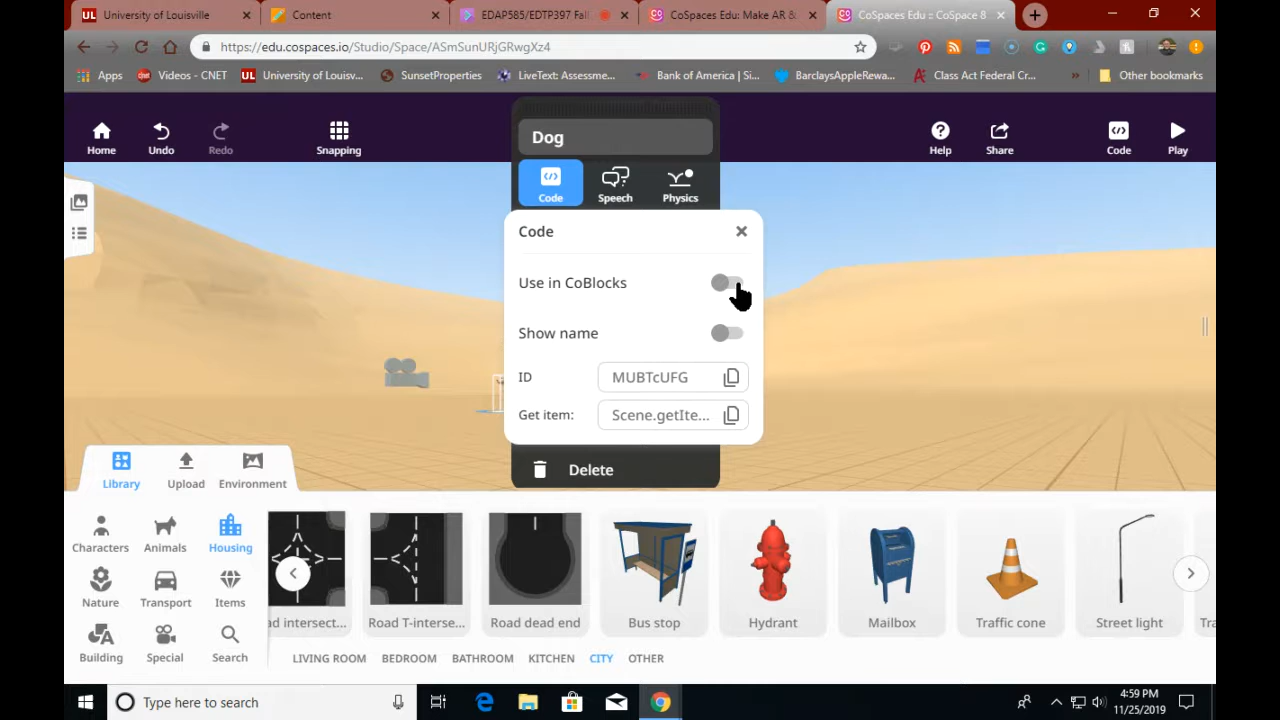 University of Louisville
Content
EDAP585/EDTP397 Fall
CoSpaces Edu: Make AR &
CoSpaces Edu :: CoSpace 8
https://edu.cospaces.io/Studio/Space/ASmSunURjGRwgXz4
Apps
Videos - CNET
University of Louisv...
SunsetProperties
LiveText: Assessme...
Bank of America | Si...
BarclaysAppleRewa...
Class Act Federal Cr...
Other bookmarks
Home
Undo
Redo
Snapping
Help
Share
Code
Play
Dog
Code
Speech
Physics
Code
Use in CoBlocks
Show name
ID
MUBTcUFG
Get item:
Scene.getIte...
Delete
Library
Upload
Environment
Characters
Animals
Housing
Nature
Transport
Items
Building
Special
Search
ad intersect...
Road T-interse...
Road dead end
Bus stop
Hydrant
Mailbox
Traffic cone
Street light
LIVING ROOM
BEDROOM
BATHROOM
KITCHEN
CITY
OTHER
Type here to search
4:59 PM
11/25/2019